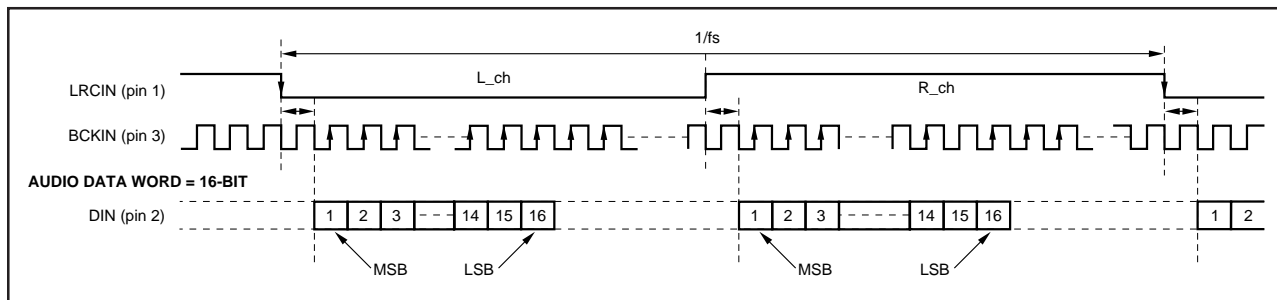 1/fs
LRCIN (pin 1)
L_ch
R_ch
BCKIN (pin 3)
AUDIO DATA WORD = 16-BIT
DIN (pin 2)
1 2 3 14 15 16 1 2 3 14 15 16 1 2
MSB LSB MSB LSB